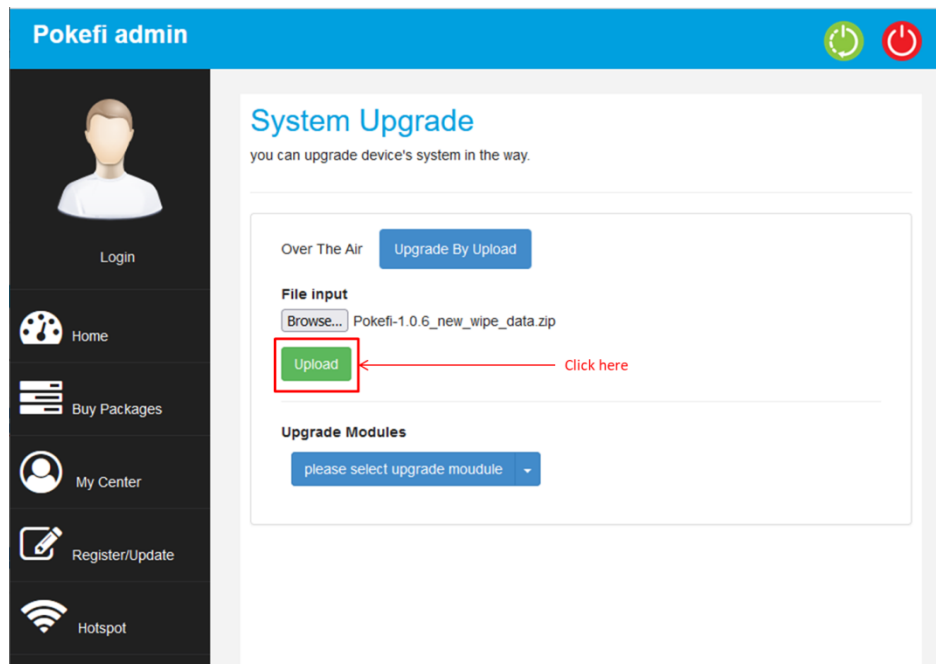 Pokefi admin
Login
Home
Buy Packages
My Center
Register/Update
Hotspot
System Upgrade
you can upgrade device's system in the way.
Over The Air
Upgrade By Upload
File input
Browse... Pokefi-1.0.6_new_wipe_data.zip
Upload
Click here
Upgrade Modules
please select upgrade moudule